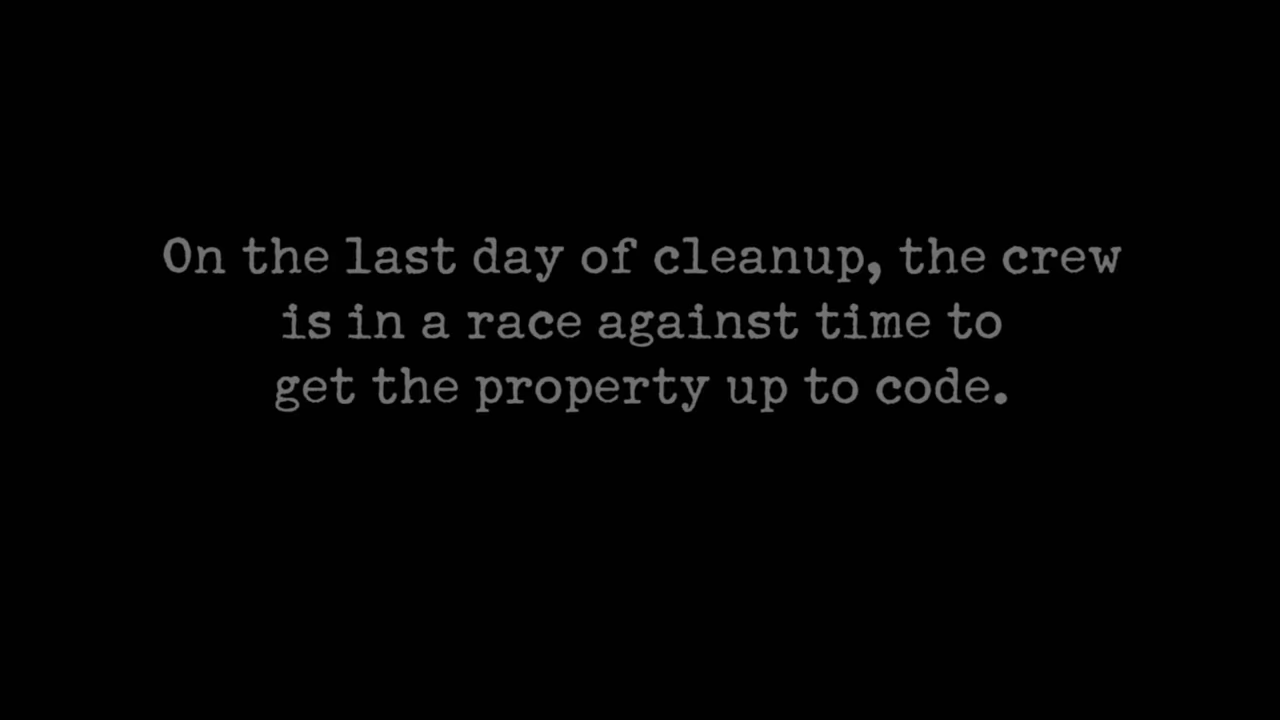 On the last day of cleanup, the crew
is in a race against time to
get the property up to code.